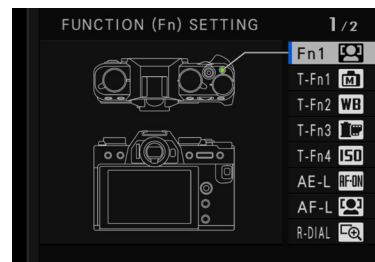 FUNCTION (Fn) SETTING 1/2
Fn1
T-Fn1 M
T-Fn2 WB
T-Fn3
T-Fn4 ISO
AE-L AF-ON
AF-L
R-DIAL